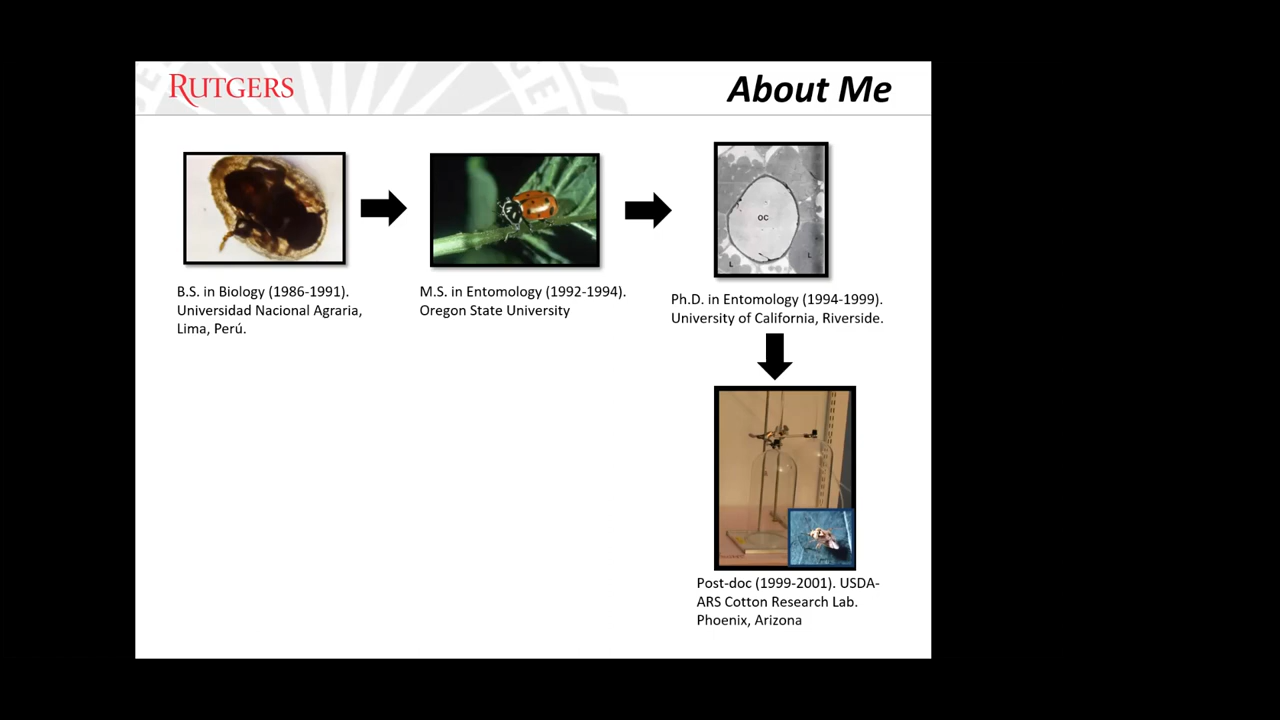 RUTGERS
About Me
B.S. in Biology (1986-1991).
Universidad Nacional Agraria,
Lima, Perú.
M.S. in Entomology (1992-1994).
Oregon State University
OC
L
L
Ph.D. in Entomology (1994-1999).
University of California, Riverside.
Post-doc (1999-2001). USDA-
ARS Cotton Research Lab.
Phoenix, Arizona